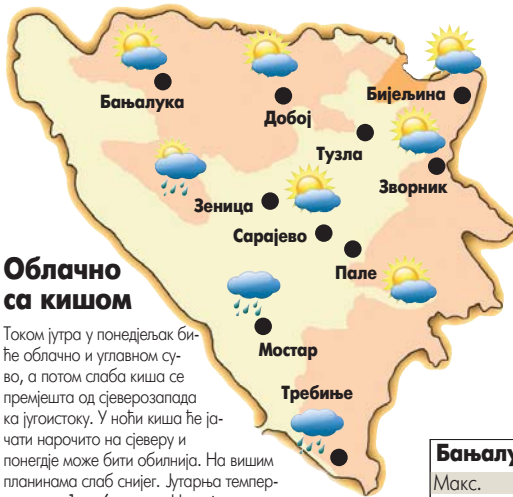 Бањалука
Добој
Бијељина
Тузла
Зворник
Зеница
Сарајево
Пале
Мостар
Требиње
Облачно
са кишом
Током јутра у понедјељак би-
ће облачно и углавном су-
во, а потом слаба киша се
премјешта од сјеверозапада
ка југоистоку. У ноћи киша ће ја-
чати нарочито на сјеверу и
понегдје може бити обилнија. На вишим
планинама слаб снијег. Јутарња темпер-
Бањалу
Макс.